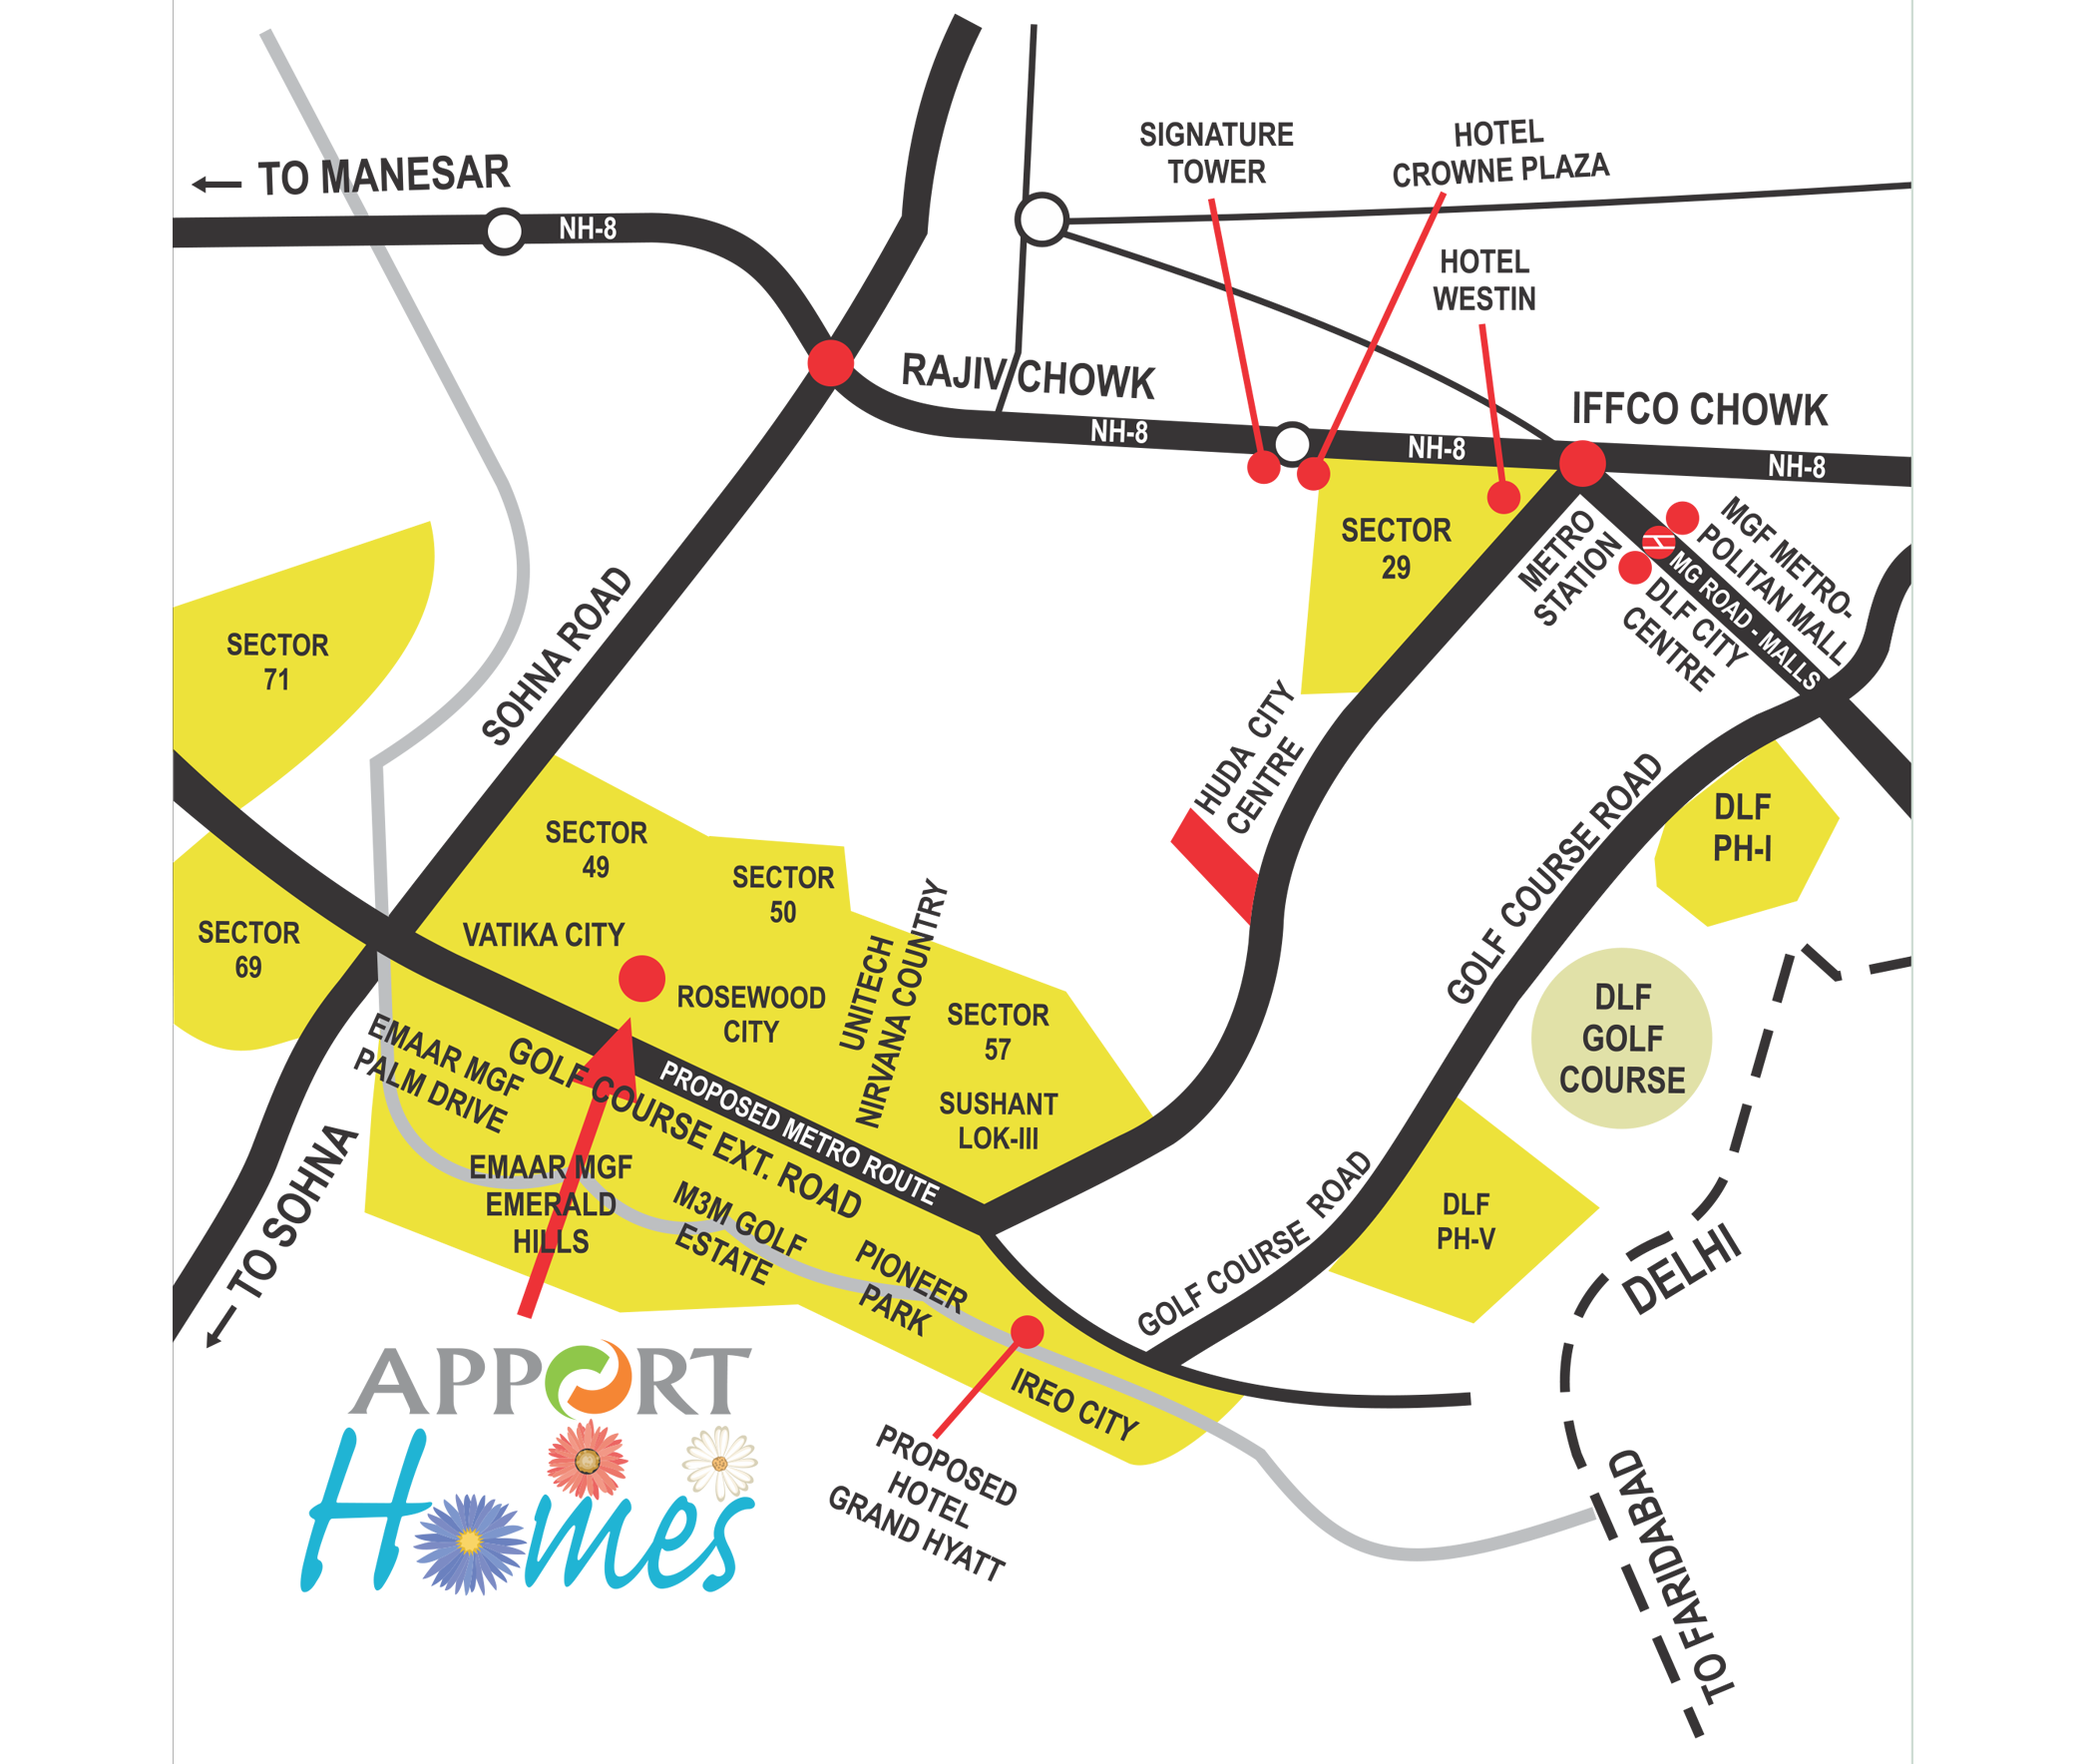 SIGNATURE
TOWER
HOTEL
CROWNE PLAZA
TO MANESAR
NH-8
HOTEL
WESTIN
RAJIV CHOWK
IFFCO CHOWK
NH-8
NH-8
NH-8
SECTOR
29
METRO
STATION
MGF METRO-
POLITAN MALL
MG ROAD - MALLS
DLF CITY
CENTRE
SECTOR
71
SOHNA ROAD
HUDA CITY
CENTRE
GOLF COURSE ROAD
DLF
PH-I
SECTOR
49
SECTOR
50
SECTOR
69
VATIKA CITY
ROSEWOOD
CITY
UNITECH
NIRVANA COUNTRY
SECTOR
57
SUSHANT
LOK-III
DLF
GOLF
COURSE
EMAAR MGF
PALM DRIVE
GOLF COURSE EXT. ROAD
PROPOSED METRO ROUTE
EMAAR MGF
EMERALD
HILLS
M3M GOLF
ESTATE
PIONEER
PARK
TO SOHNA
GOLF COURSE ROAD
DLF
PH-V
DELHI
IREO CITY
PROPOSED
HOTEL
GRAND HYATT
TO FARIDABAD
APPORT
Homes